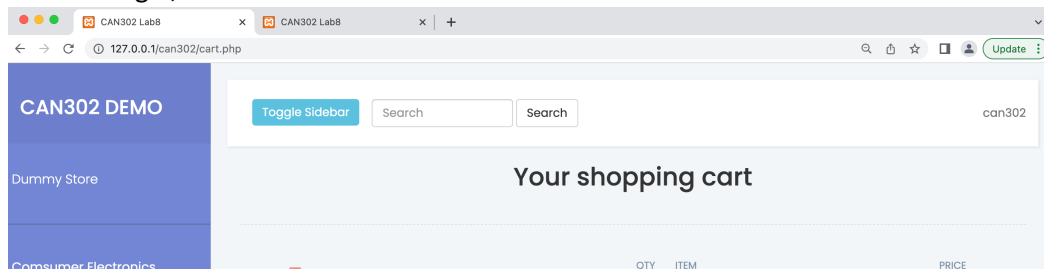 CAN302 Lab8
CAN302 Lab8
127.0.0.1/can302/cart.php
Update
CAN302 DEMO
Toggle Sidebar
Search
Search
can302
Dummy Store
Your shopping cart
Comsumer Electronics
QTY ITEM PRICE